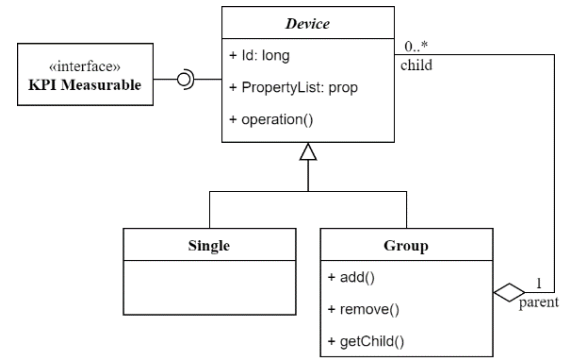 Device
+ Id: long
+ PropertyList: prop
+ operation()
«interface»
KPI Measurable
0..*
child
Single
Group
+ add()
+ remove()
+ getChild()
1
parent